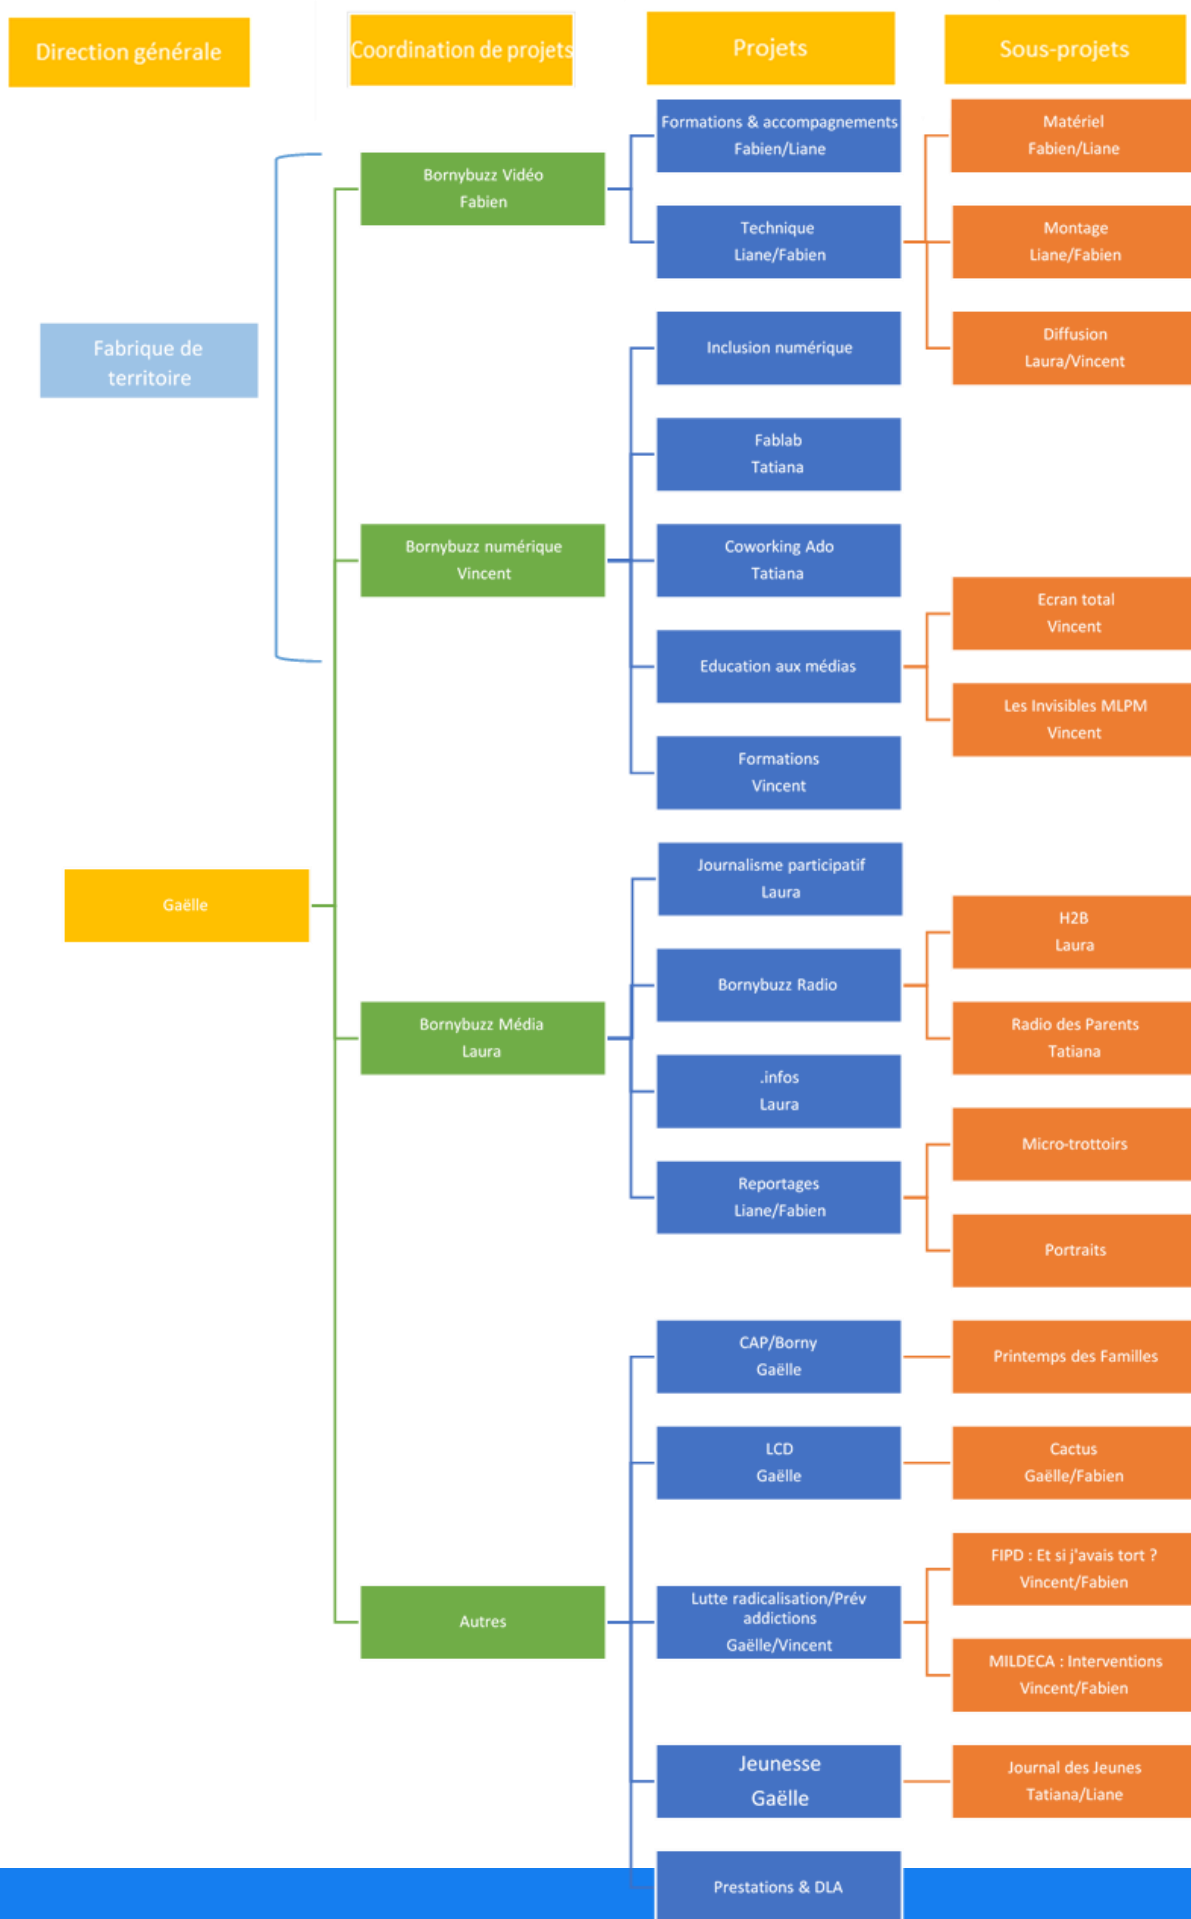 Direction générale
Coordination de projets
Projets
Sous-projets
Fabrique de
territoire
Gaëlle
Bornybuzz Vidéo
Fabien
Formations & accompagnements
Fabien/Liane
Technique
Liane/Fabien
Matériel
Fabien/Liane
Montage
Liane/Fabien
Diffusion
Laura/Vincent
Bornybuzz numérique
Vincent
Inclusion numérique
Fablab
Tatiana
Coworking Ado
Tatiana
Education aux médias
Ecran total
Vincent
Les Invisibles MLPM
Vincent
Formations
Vincent
Bornybuzz Média
Laura
Journalisme participatif
Laura
Bornybuzz Radio
H2B
Laura
Radio des Parents
Tatiana
.infos
Laura
Reportages
Liane/Fabien
Micro-trottoirs
Portraits
Autres
CAP/Borny
Gaëlle
Printemps des Familles
LCD
Gaëlle
Cactus
Gaëlle/Fabien
Lutte radicalisation/Prév
addictions
Gaëlle/Vincent
FIPD : Et si j'avais tort ?
Vincent/Fabien
MILDECA : Interventions
Vincent/Fabien
Jeunesse
Gaëlle
Journal des Jeunes
Tatiana/Liane
Prestations & DLA